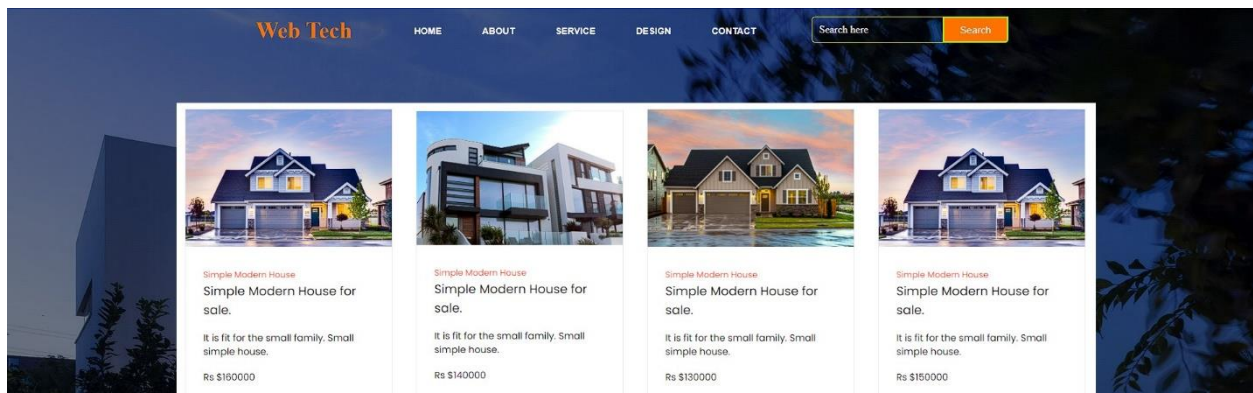 Web Tech
HOME ABOUT SERVICE DESIGN CONTACT
Search here Search
Simple Modern House
Simple Modern House for
sale.
It is fit for the small family. Small
simple house.
Rs $160000
Simple Modern House
Simple Modern House for
sale.
It is fit for the small family. Small
simple house.
Rs $140000
Simple Modern House
Simple Modern House for
sale.
It is fit for the small family. Small
simple house.
Rs $130000
Simple Modern House
Simple Modern House for
sale.
It is fit for the small family. Small
simple house.
Rs $150000